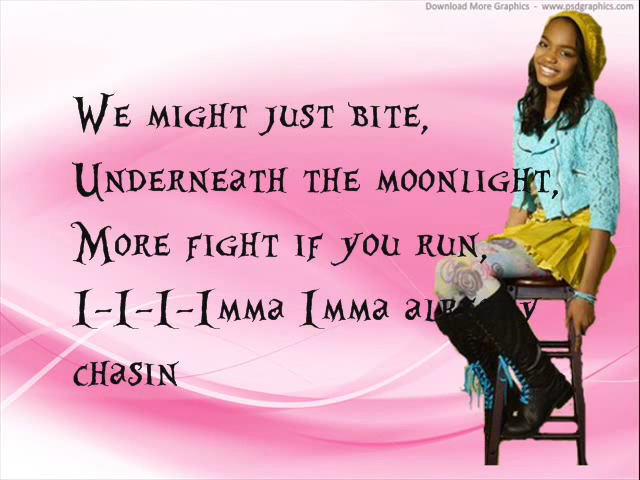 Download More Graphics - www.psdgraphics.com
We might just bite,
Underneath the moonlight,
More fight if you run,
I-I-I-Imma Imma already
chasin